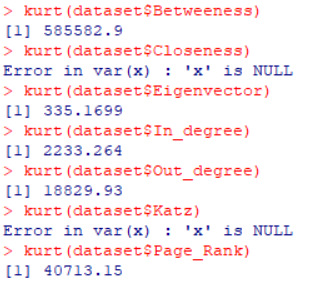 > kurt(dataset$Betweeness)
[1] 585582.9
> kurt(dataset$Closeness)
Error in var(x) : 'x' is NULL
> kurt(dataset$Eigenvector)
[1] 335.1699
> kurt(dataset$In_degree)
[1] 2233.264
> kurt(dataset$Out_degree)
[1] 18829.93
> kurt(dataset$Katz)
Error in var(x) : 'x' is NULL
> kurt(dataset$Page_Rank)
[1] 40713.15